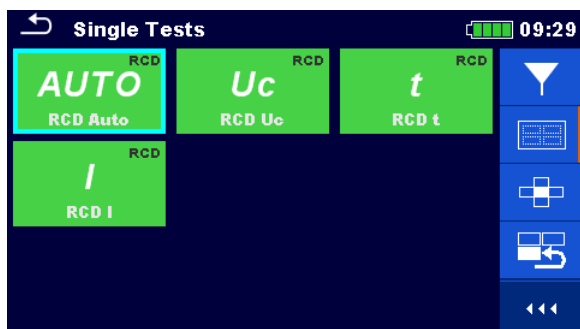 Single Tests 09:29
RCD RCD RCD
AUTO Uc t
RCD Auto RCD Uc RCD t
RCD
I
RCD I